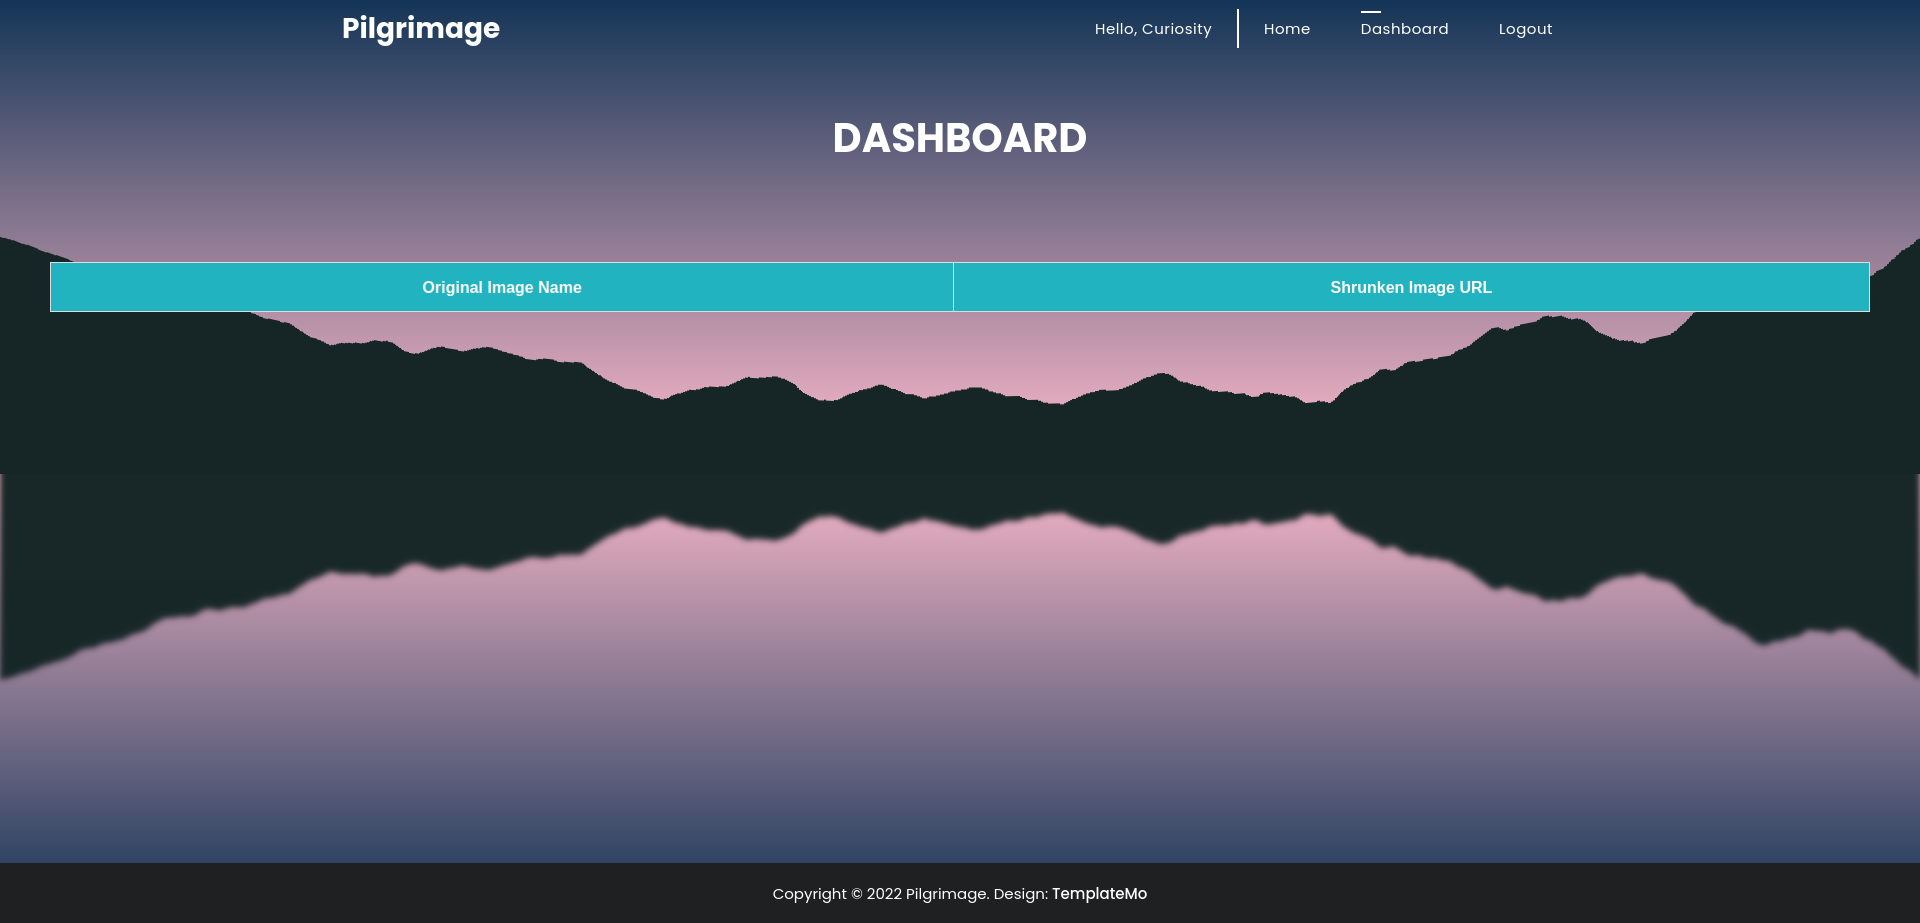 Pilgrimage
Hello, Curiosity
Home
Dashboard
Logout
DASHBOARD
Original Image Name
Shrunken Image URL
Copyright © 2022 Pilgrimage. Design: TemplateMo